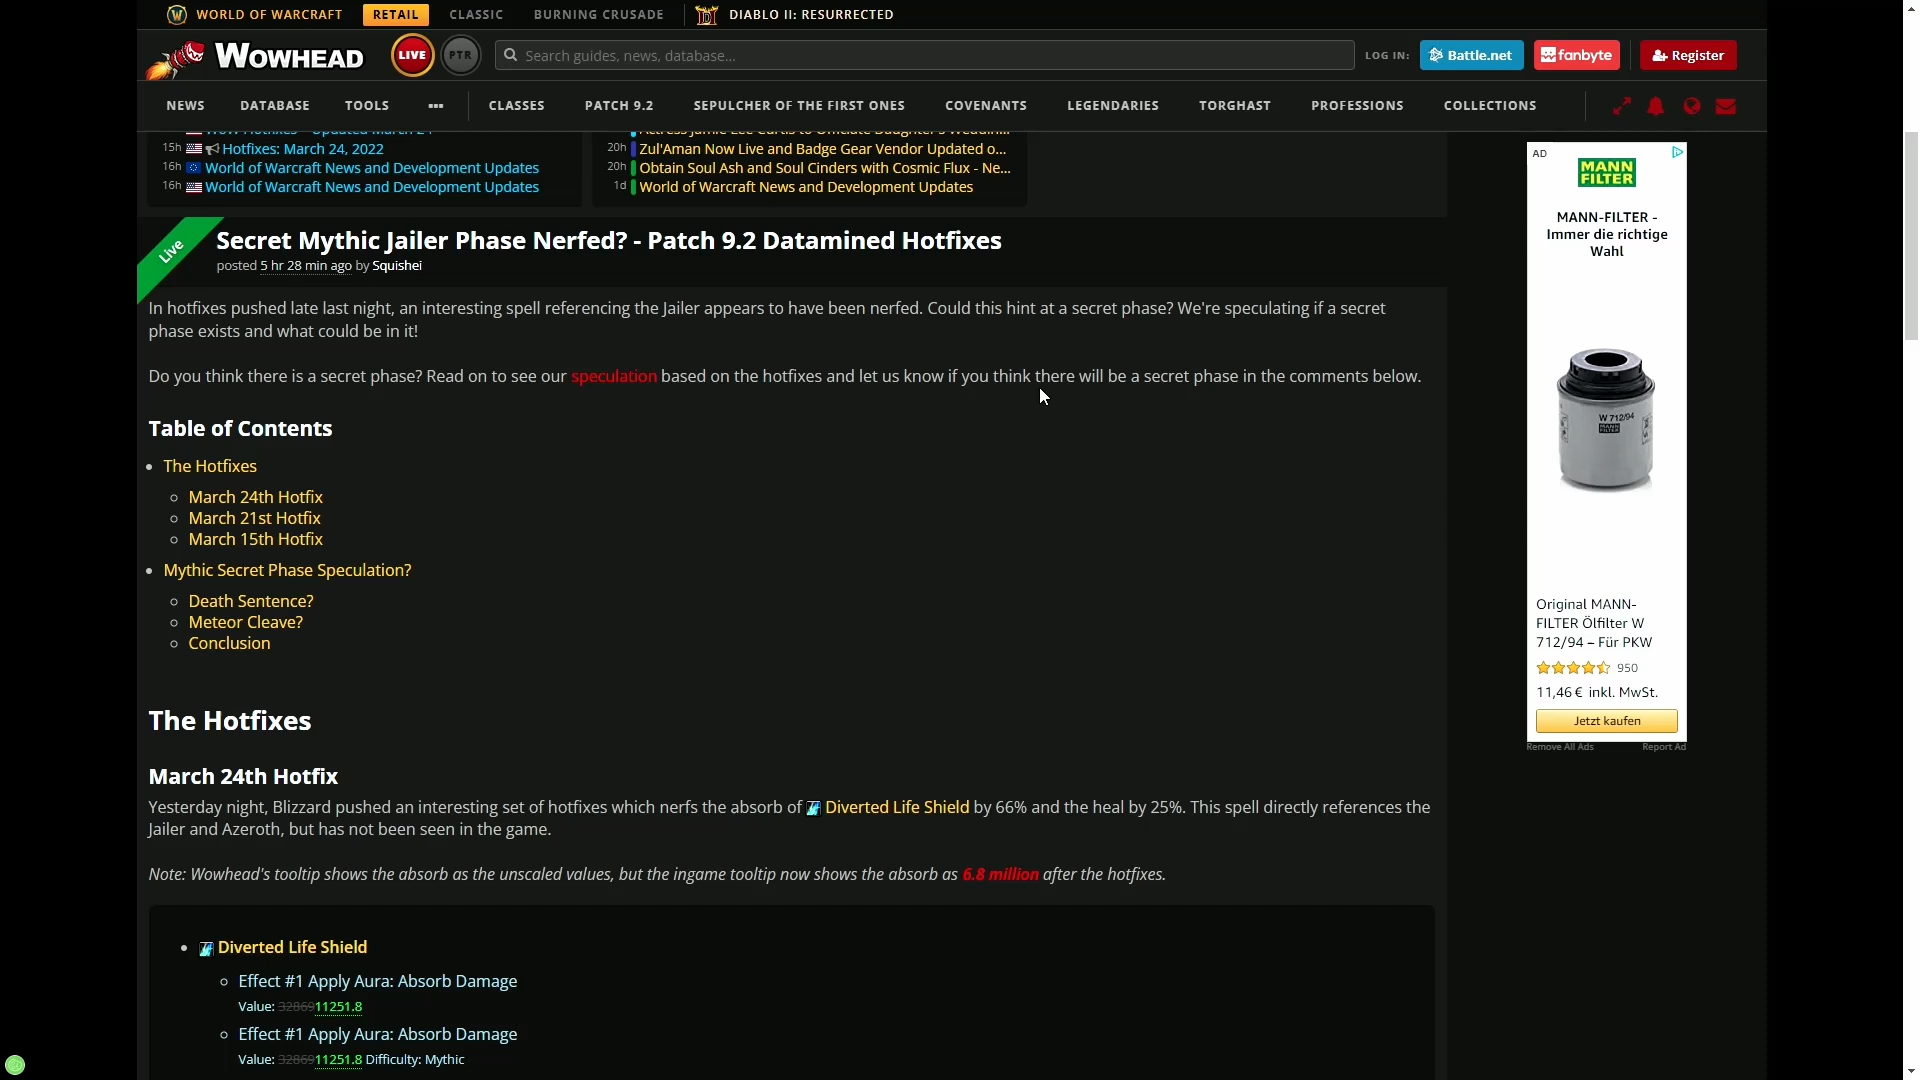 WORLD OF WARCRAFT RETAIL CLASSIC BURNING CRUSADE DIABLO II: RESURRECTED
WOWHEAD LIVE PTR Search guides, news, database... LOG IN: Battle.net fanbyte Register
NEWS DATABASE TOOLS ••• CLASSES PATCH 9.2 SEPULCHER OF THE FIRST ONES COVENANTS LEGENDARIES TORGHAST PROFESSIONS COLLECTIONS
15h Hotfixes: March 24, 2022
16h World of Warcraft News and Development Updates
16h World of Warcraft News and Development Updates
Actress Jamie Lee Curtis to Officiate Daughter's Weddin...
20h Zul'Aman Now Live and Badge Gear Vendor Updated o...
20h Obtain Soul Ash and Soul Cinders with Cosmic Flux - Ne...
1d World of Warcraft News and Development Updates
Live
Secret Mythic Jailer Phase Nerfed? - Patch 9.2 Datamined Hotfixes
posted 5 hr 28 min ago by Squishei
In hotfixes pushed late last night, an interesting spell referencing the Jailer appears to have been nerfed. Could this hint at a secret phase? We're speculating if a secret
phase exists and what could be in it!
Do you think there is a secret phase? Read on to see our speculation based on the hotfixes and let us know if you think there will be a secret phase in the comments below.
Table of Contents
The Hotfixes
March 24th Hotfix
March 21st Hotfix
March 15th Hotfix
Mythic Secret Phase Speculation?
Death Sentence?
Meteor Cleave?
Conclusion
The Hotfixes
March 24th Hotfix
Yesterday night, Blizzard pushed an interesting set of hotfixes which nerfs the absorb of Diverted Life Shield by 66% and the heal by 25%. This spell directly references the
Jailer and Azeroth, but has not been seen in the game.
Note: Wowhead's tooltip shows the absorb as the unscaled values, but the ingame tooltip now shows the absorb as 6.8 million after the hotfixes.
Diverted Life Shield
Effect #1 Apply Aura: Absorb Damage
Value: 32869 11251.8
Effect #1 Apply Aura: Absorb Damage
Value: 32869 11251.8 Difficulty: Mythic
AD
MANN
FILTER
MANN-FILTER -
Immer die richtige
Wahl
W 712/94
MANN
FILTER
Original MANN-
FILTER Ölfilter W
712/94 – Für PKW
950
11,46 € inkl. MwSt.
Jetzt kaufen
Remove All Ads Report Ad